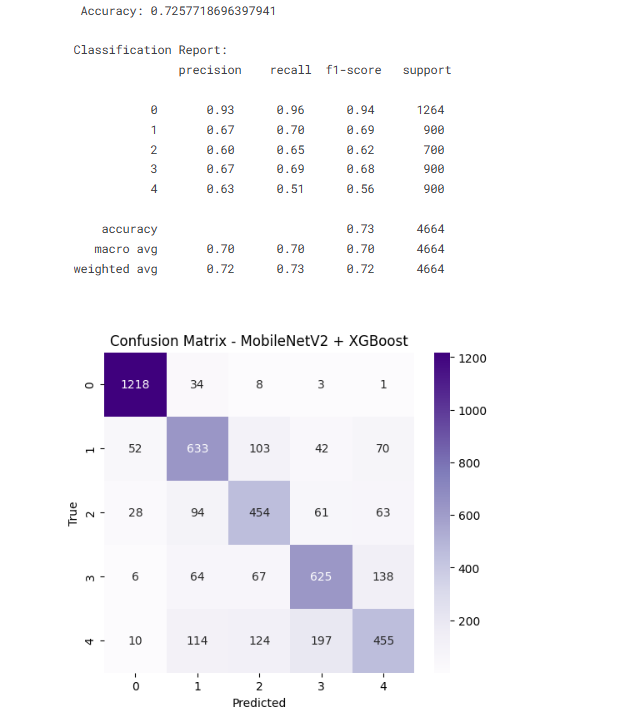 Accuracy: 0.7257718696397941
Classification Report:
precision recall f1-score support
0 0.93 0.96 0.94 1264
1 0.67 0.70 0.69 900
2 0.60 0.65 0.62 700
3 0.67 0.69 0.68 900
4 0.63 0.51 0.56 900
accuracy 0.73 4664
macro avg 0.70 0.70 0.70 4664
weighted avg 0.72 0.73 0.72 4664
Confusion Matrix - MobileNetV2 + XGBoost
0 1218 34 8 3 1
1 52 633 103 42 70
2 28 94 454 61 63
3 6 64 67 625 138
4 10 114 124 197 455
0 1 2 3 4
Predicted
True
1200
1000
800
600
400
200